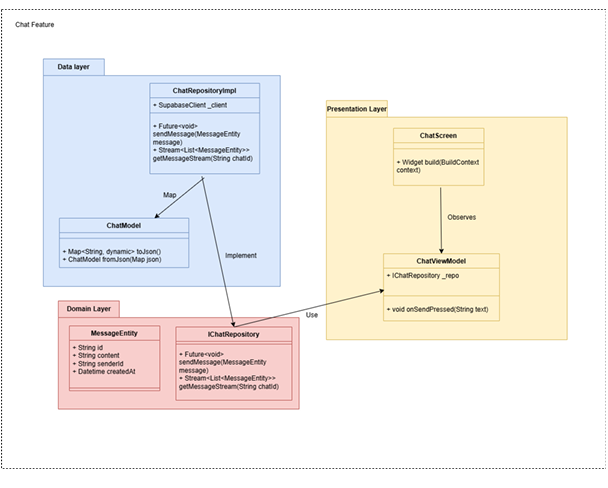 Chat Feature
Data layer
ChatRepositoryImpl
+ SupabaseClient _client
+ Future<void>
sendMessage(MessageEntity
message)
+ Stream<List<MessageEntity>>
getMessageStream(String chatId)
Map
ChatModel
+ Map<String, dynamic> toJson()
+ ChatModel fromJson(Map json)
Implement
Domain Layer
MessageEntity
+ String id
+ String content
+ String senderId
+ Datetime createdAt
IChatRepository
+ Future<void>
sendMessage(MessageEntity
message)
+ Stream<List<MessageEntity>>
getMessageStream(String chatId)
Use
Presentation Layer
ChatScreen
+ Widget build(BuildContext
context)
Observes
ChatViewModel
+ IChatRepository _repo
+ void onSendPressed(String text)